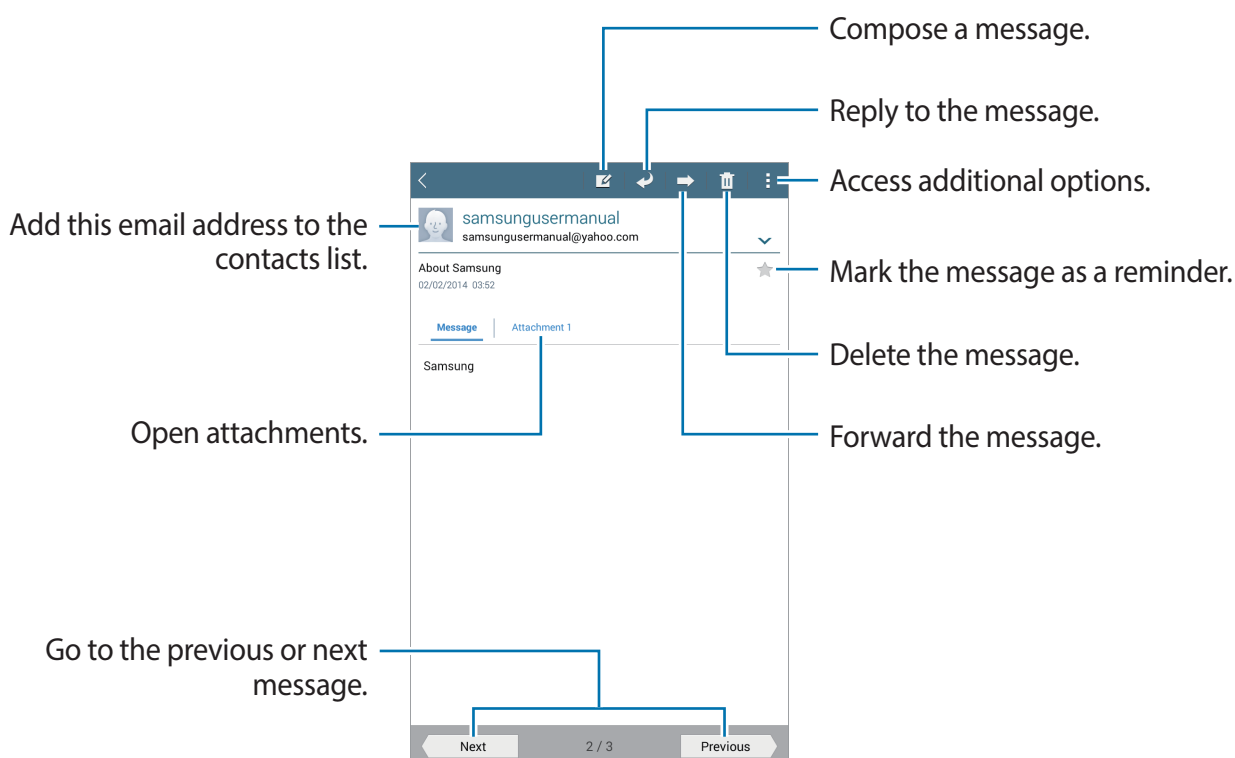 Compose a message.
Reply to the message.
Access additional options.
Add this email address to the
contacts list.
samsungusermanual
samsungusermanual@yahoo.com
About Samsung
02/02/2014 03:52
Mark the message as a reminder.
Message
Attachment 1
Delete the message.
Samsung
Open attachments.
Forward the message.
Go to the previous or next
message.
Next
2 / 3
Previous